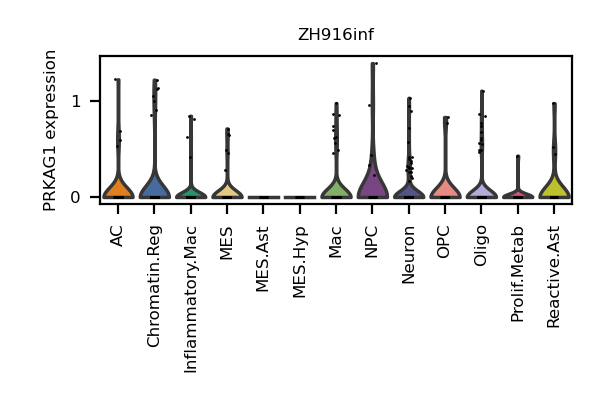 ZH916inf
PRKAG1 expression
1
0
AC
Chromatin.Reg
Inflammatory.Mac
MES
MES.Ast
MES.Hyp
Mac
NPC
Neuron
OPC
Oligo
Prolif.Metab
Reactive.Ast